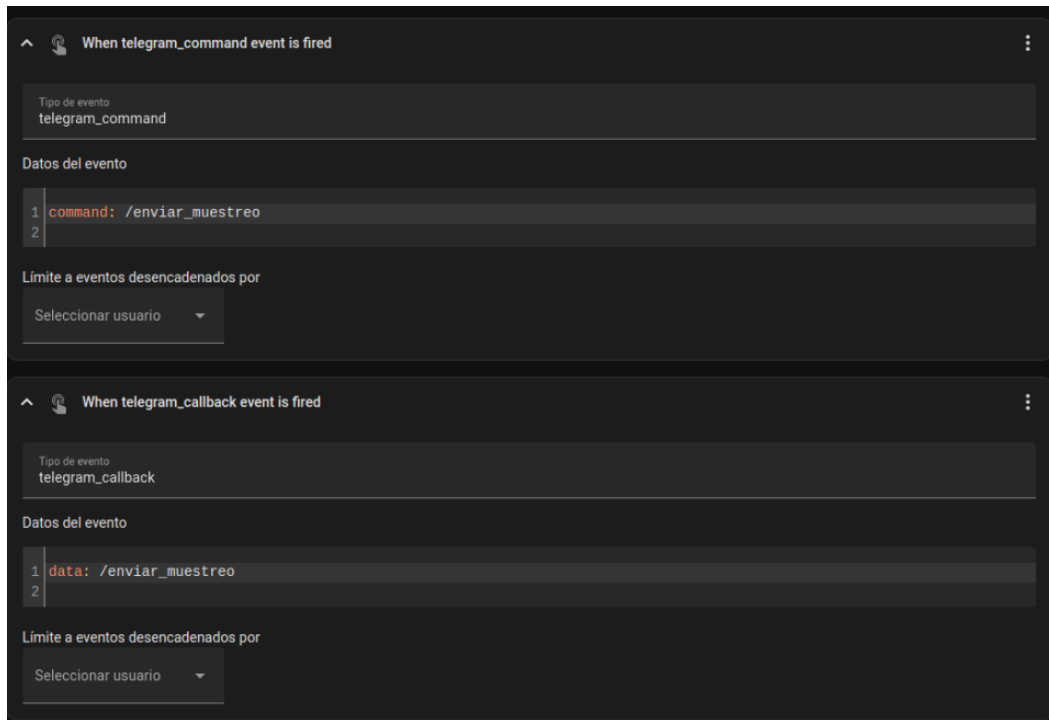 When telegram_command event is fired
Tipo de evento
telegram_command
Datos del evento
1 command: /enviar_muestreo
2
Límite a eventos desencadenados por
Seleccionar usuario
When telegram_callback event is fired
Tipo de evento
telegram_callback
Datos del evento
1 data: /enviar_muestreo
2
Límite a eventos desencadenados por
Seleccionar usuario